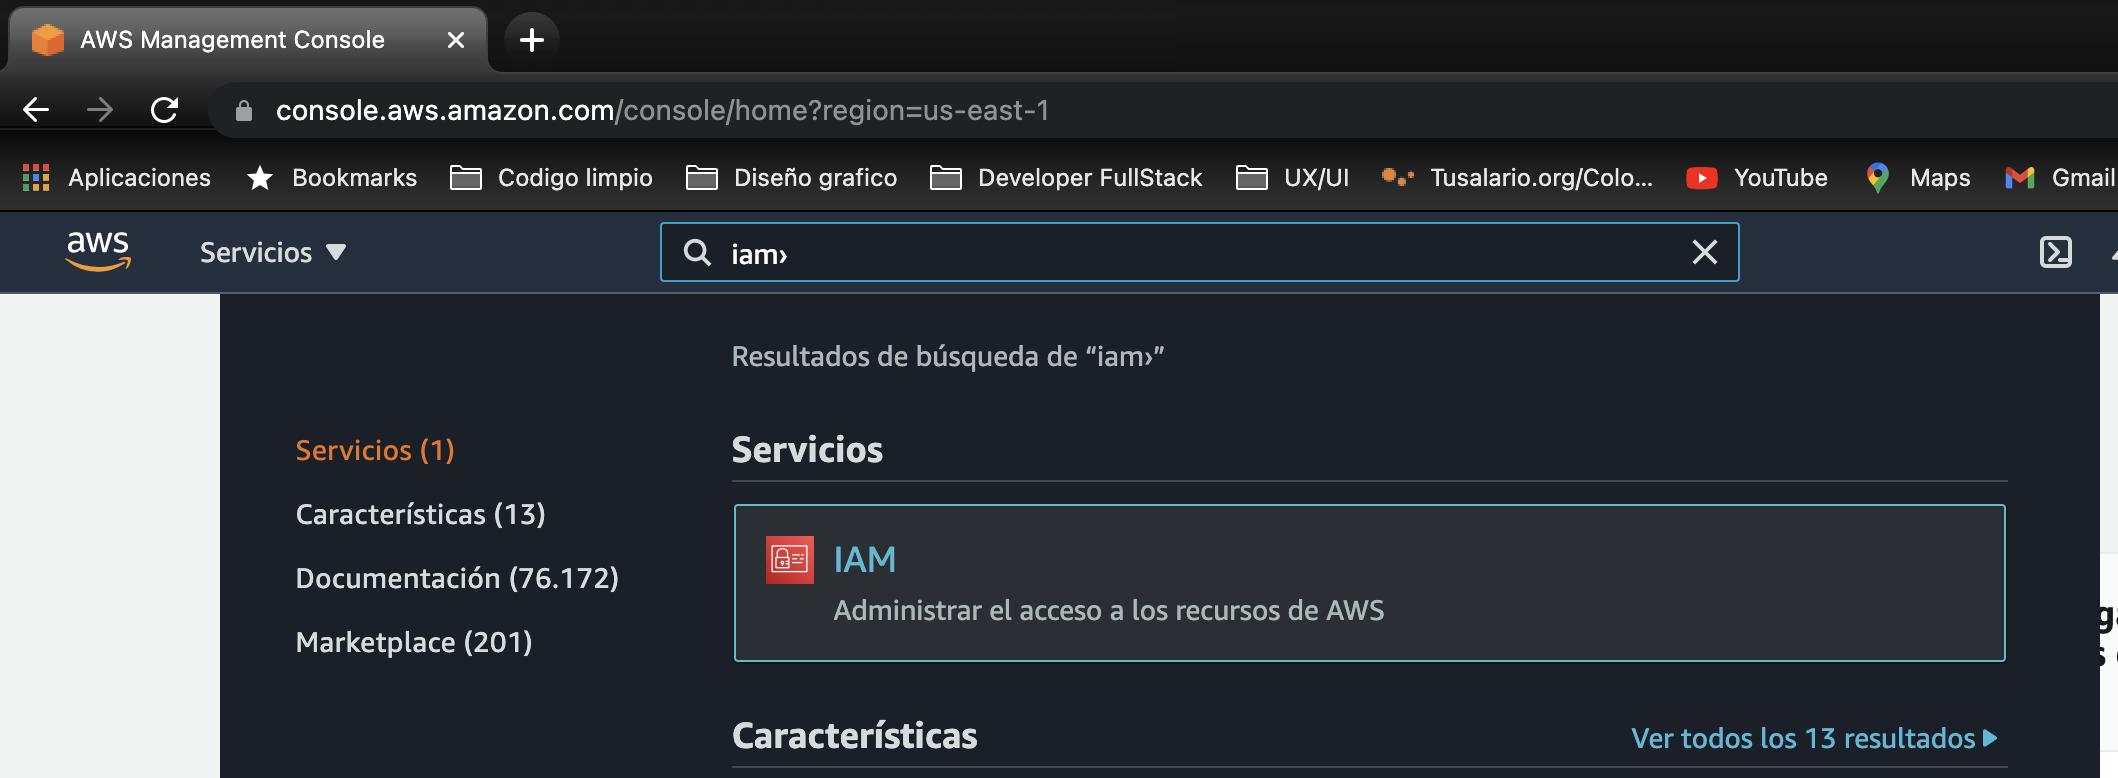 AWS Management Console
console.aws.amazon.com/console/home?region=us-east-1
Aplicaciones Bookmarks Codigo limpio Diseño grafico Developer FullStack UX/UI Tusalario.org/Colo... YouTube Maps Gmail
aws Servicios iam›
Resultados de búsqueda de “iam›”
Servicios (1)
Características (13)
Documentación (76.172)
Marketplace (201)
Servicios
IAM
Administrar el acceso a los recursos de AWS
Características Ver todos los 13 resultados